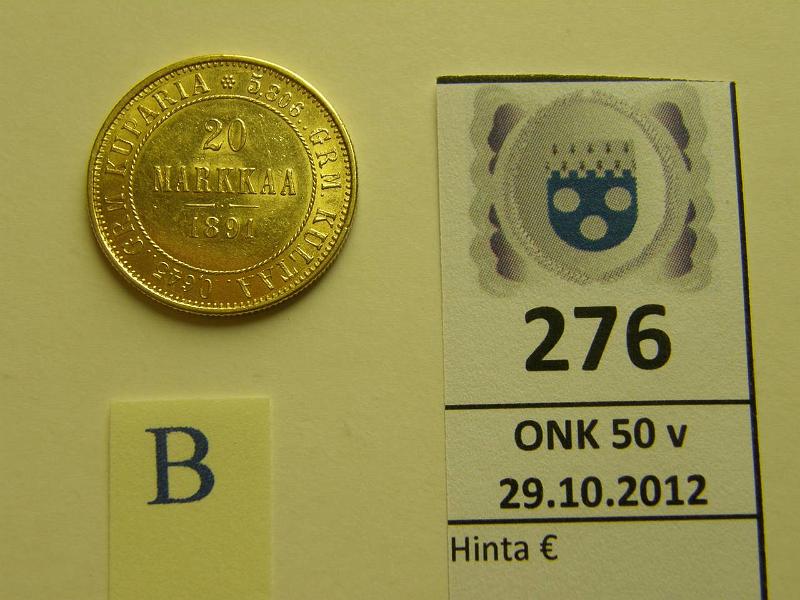 5.806. GRM KULTAA. 0.645. GRM. KUPARIA
20
MARKKAA
1891
276
ONK 50 v
29.10.2012
Hinta €
B